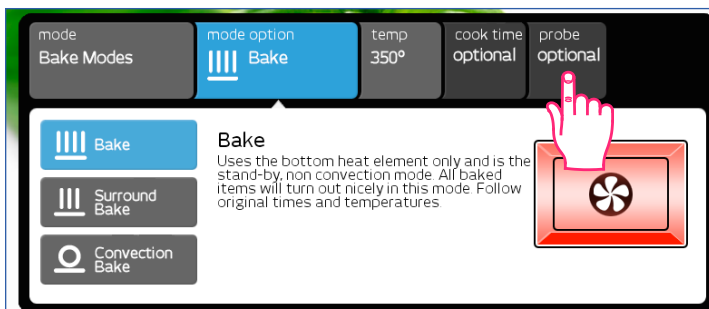 mode
Bake Modes
mode option
Bake
temp
350°
cook time
optional
probe
optional
Bake
Surround
Bake
Convection
Bake
Bake
Uses the bottom heat element only and is the
stand-by, non convection mode. All baked
items will turn out nicely in this mode. Follow
original times and temperatures.